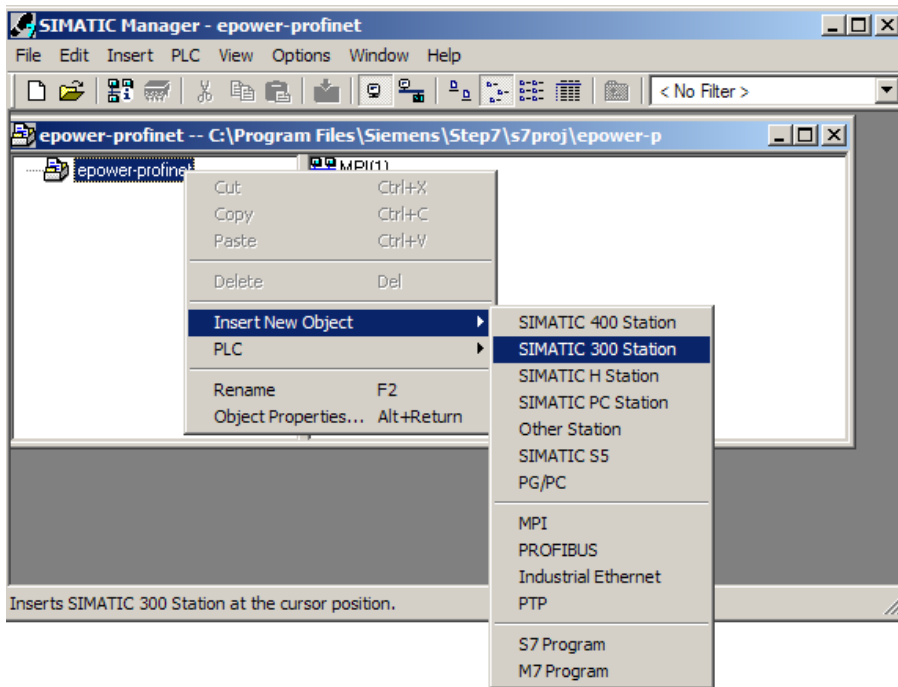 SIMATIC Manager - epower-profinet
File Edit Insert PLC View Options Window Help
< No Filter >
epower-profinet -- C:\Program Files\Siemens\Step7\s7proj\epower-p
epower-profinet MPI(1)
Cut Ctrl+X
Copy Ctrl+C
Paste Ctrl+V
Delete Del
Insert New Object
PLC
Rename F2
Object Properties... Alt+Return
SIMATIC 400 Station
SIMATIC 300 Station
SIMATIC H Station
SIMATIC PC Station
Other Station
SIMATIC S5
PG/PC
MPI
PROFIBUS
Industrial Ethernet
PTP
S7 Program
M7 Program
Inserts SIMATIC 300 Station at the cursor position.